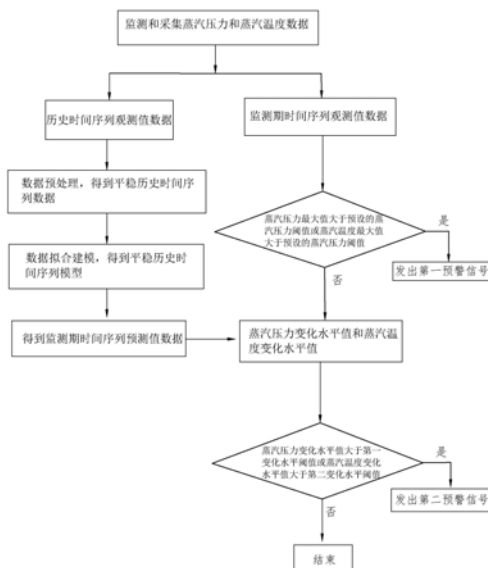 监测和采集蒸汽压力和蒸汽温度数据
历史时间序列观测值数据
监测期时间序列观测值数据
数据预处理，得到平稳历史时间序
列数据
蒸汽压力最大值大于预设的蒸
汽压力阈值或蒸汽温度最大值
大于预设的蒸汽压力阈值
是
发出第一预警信号
数据拟合建模，得到平稳历史时
间序列模型
否
得到监测期时间序列预测值数据
蒸汽压力变化水平值和蒸汽温
度变化水平值
蒸汽压力变化水平值大于第一
变化水平阈值或蒸汽温度变化
水平值大于第二变化水平阈值
是
发出第二预警信号
否
结束